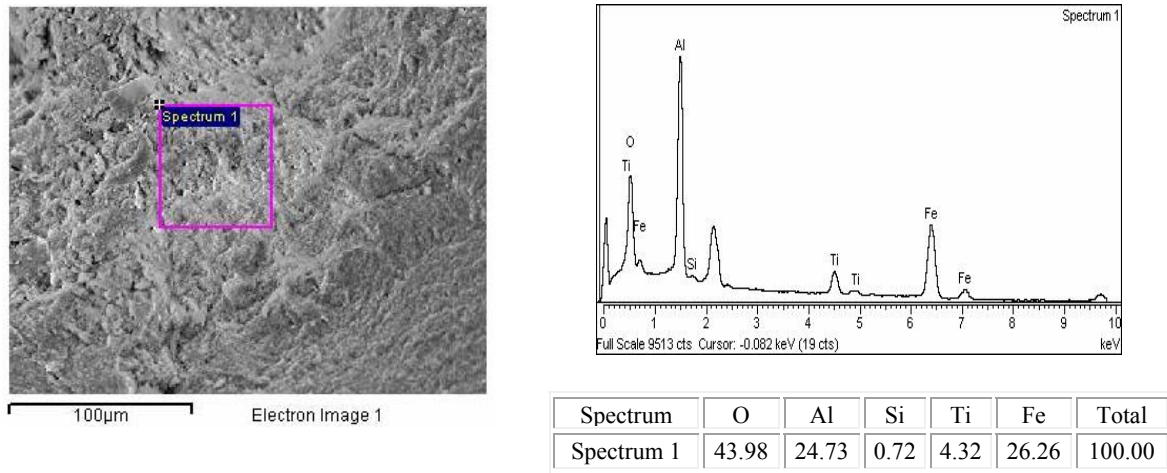 Spectrum 1
100µm
Electron Image 1
Spectrum 1
Al
O
Ti
Fe
Si
Ti
Ti
Fe
Fe
0 1 2 3 4 5 6 7 8 9 10
Full Scale 9513 cts Cursor: -0.082 keV (19 cts)
keV
Spectrum O Al Si Ti Fe Total
Spectrum 1 43.98 24.73 0.72 4.32 26.26 100.00